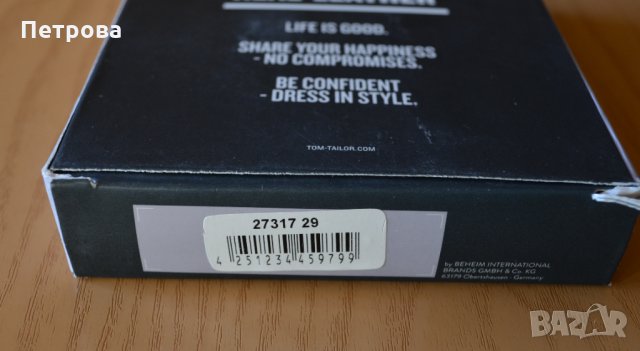 Петрова
LIFE IS GOOD.
SHARE YOUR HAPPINESS
- NO COMPROMISES.
BE CONFIDENT
- DRESS IN STYLE.
TOM-TAILOR.COM
27317 29
4 251234 459799
by BEHEIM INTERNATIONAL
BRANDS GMBH & Co. KG
63179 Obertshausen - Germany
BAZAR